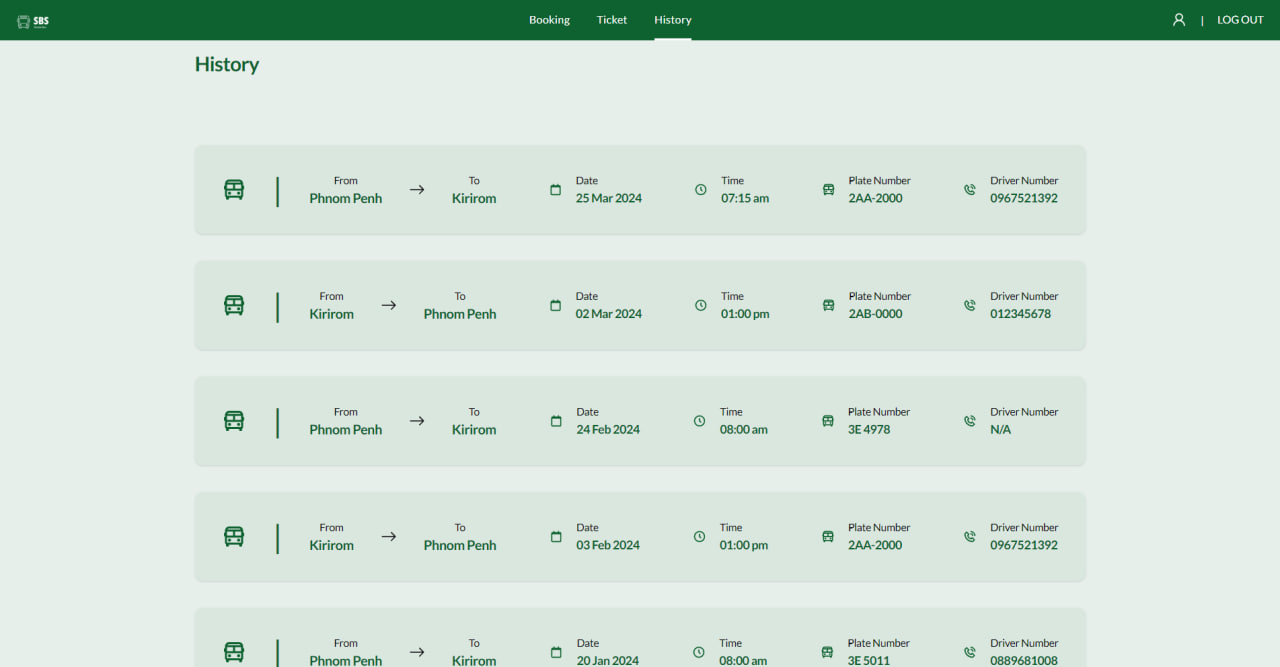 SBS
Booking Ticket History
| LOG OUT
History
From To Date Time Plate Number Driver Number
Phnom Penh → Kirirom 25 Mar 2024 07:15 am 2AA-2000 0967521392
From To Date Time Plate Number Driver Number
Kirirom → Phnom Penh 02 Mar 2024 01:00 pm 2AB-0000 012345678
From To Date Time Plate Number Driver Number
Phnom Penh → Kirirom 24 Feb 2024 08:00 am 3E 4978 N/A
From To Date Time Plate Number Driver Number
Kirirom → Phnom Penh 03 Feb 2024 01:00 pm 2AA-2000 0967521392
From To Date Time Plate Number Driver Number
Phnom Penh → Kirirom 20 Jan 2024 08:00 am 3E 5011 0889681008